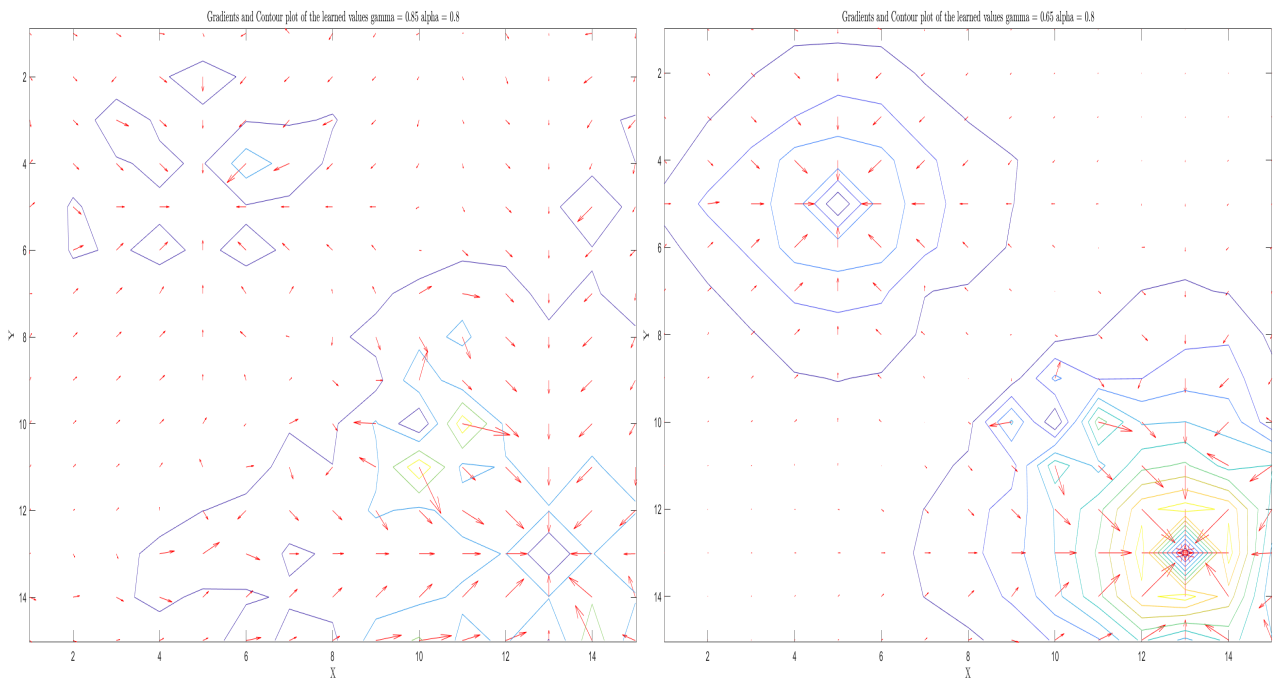 Gradients and Contour plot of the learned values gamma = 0.85 alpha = 0.8
2
4
6
8
10
12
14
Y
2 4 6 8 10 12 14
X
Gradients and Contour plot of the learned values gamma = 0.65 alpha = 0.8
2
4
6
8
10
12
14
Y
2 4 6 8 10 12 14
X